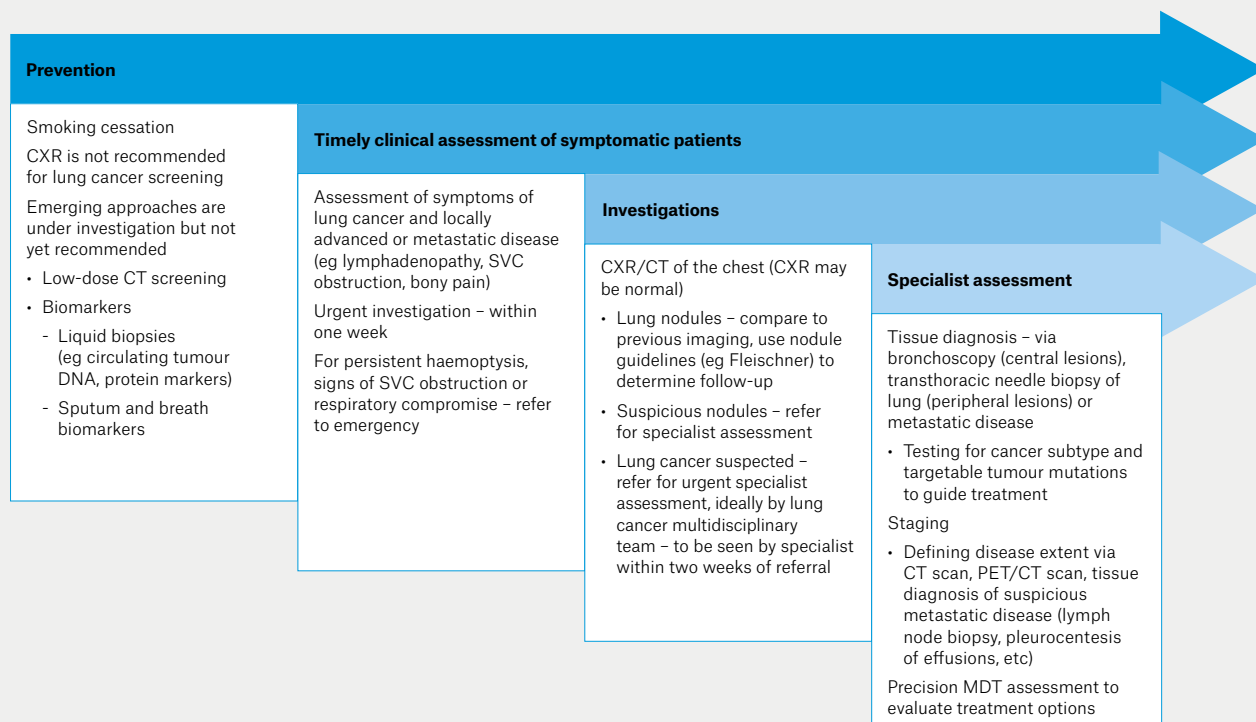 Prevention
Smoking cessation
CXR is not recommended
for lung cancer screening
Emerging approaches are
under investigation but not
yet recommended
• Low-dose CT screening
• Biomarkers
- Liquid biopsies
(eg circulating tumour
DNA, protein markers)
- Sputum and breath
biomarkers
Timely clinical assessment of symptomatic patients
Assessment of symptoms of
lung cancer and locally
advanced or metastatic disease
(eg lymphadenopathy, SVC
obstruction, bony pain)
Urgent investigation – within
one week
For persistent haemoptysis,
signs of SVC obstruction or
respiratory compromise – refer
to emergency
Investigations
CXR/CT of the chest (CXR may
be normal)
• Lung nodules – compare to
previous imaging, use nodule
guidelines (eg Fleischner) to
determine follow-up
• Suspicious nodules – refer
for specialist assessment
• Lung cancer suspected –
refer for urgent specialist
assessment, ideally by lung
cancer multidisciplinary
team – to be seen by specialist
within two weeks of referral
Specialist assessment
Tissue diagnosis – via
bronchoscopy (central lesions),
transthoracic needle biopsy of
lung (peripheral lesions) or
metastatic disease
• Testing for cancer subtype and
targetable tumour mutations
to guide treatment
Staging
• Defining disease extent via
CT scan, PET/CT scan, tissue
diagnosis of suspicious
metastatic disease (lymph
node biopsy, pleurocentesis
of effusions, etc)
Precision MDT assessment to
evaluate treatment options